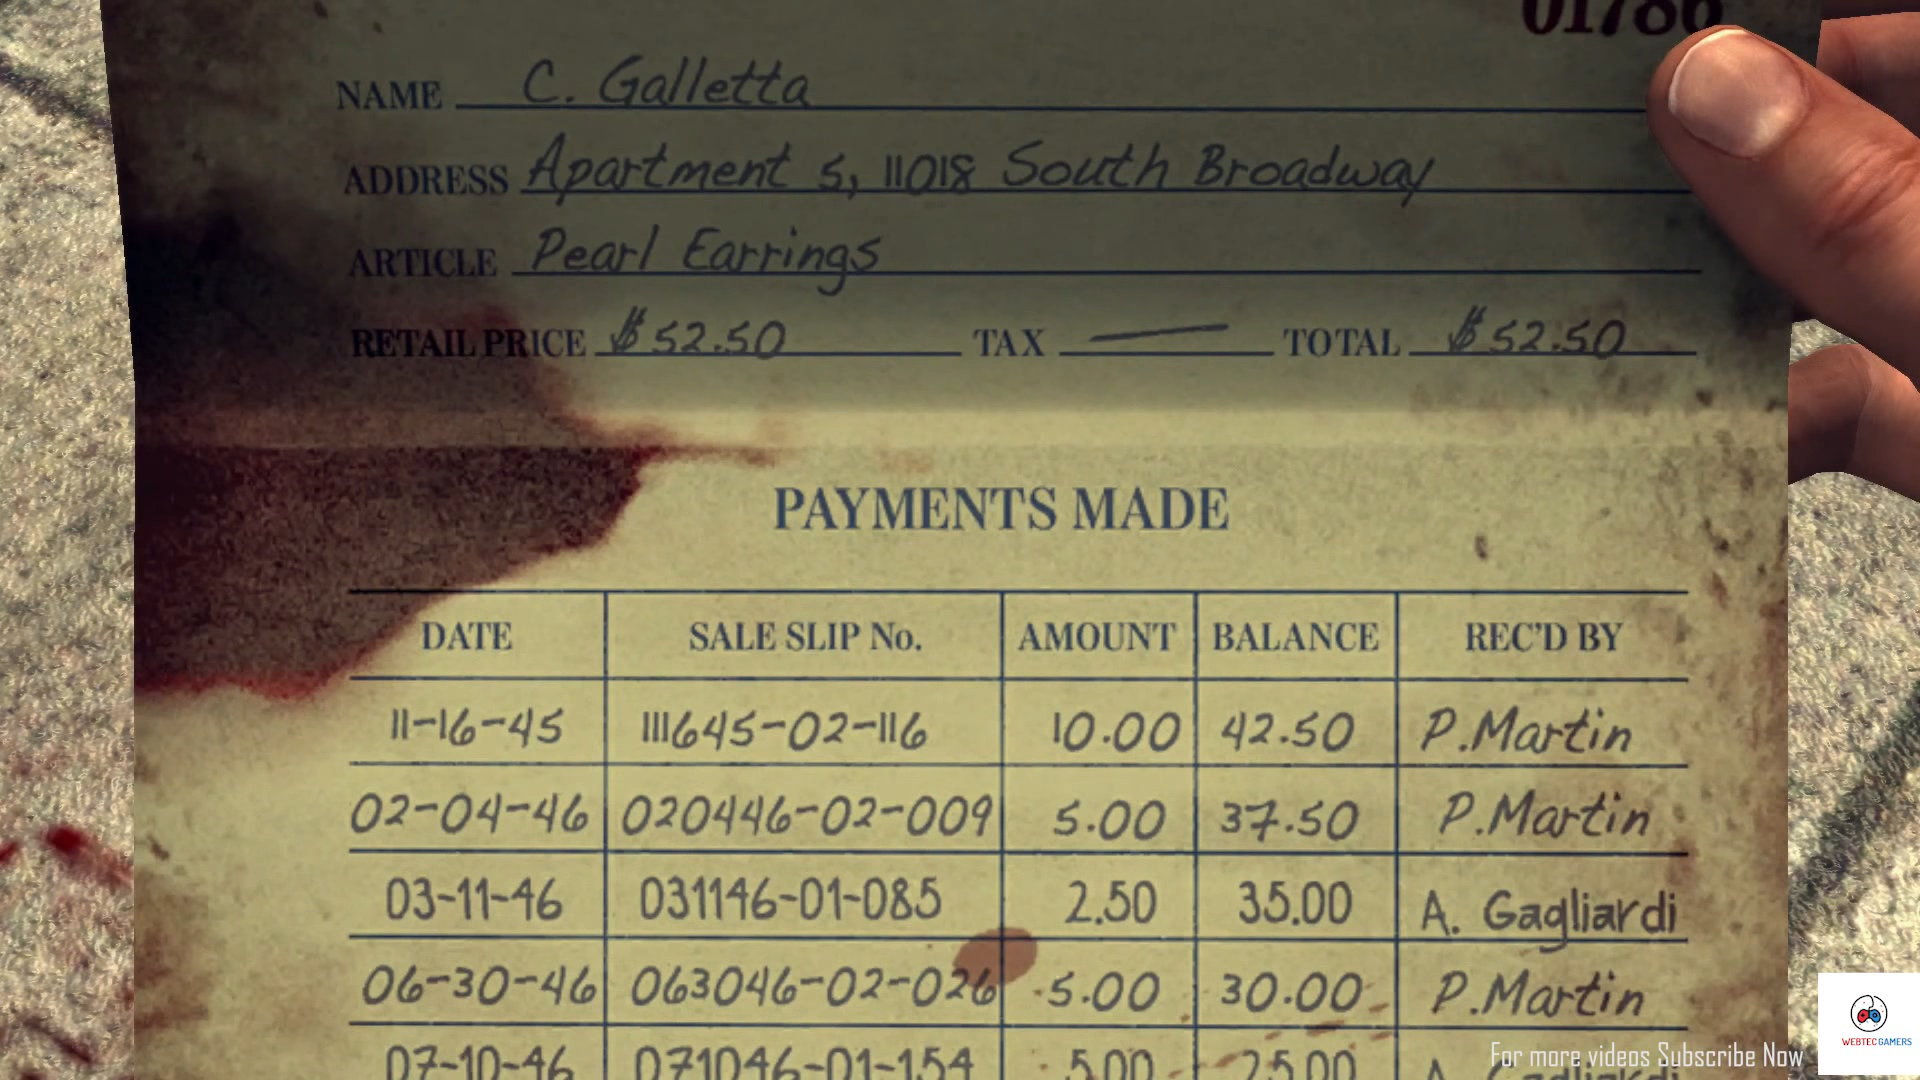 01786
NAME C. Galletta
ADDRESS Apartment 5, 11018 South Broadway
ARTICLE Pearl Earrings
RETAIL PRICE $52.50 TAX — TOTAL $52.50
PAYMENTS MADE
DATE SALE SLIP No. AMOUNT BALANCE REC'D BY
11-16-45 111645-02-116 10.00 42.50 P.Martin
02-04-46 020446-02-009 5.00 37.50 P.Martin
03-11-46 031146-01-085 2.50 35.00 A. Gagliardi
06-30-46 063046-02-026 5.00 30.00 P.Martin
07-10-46 071046-01-154 5.00 25.00 A. Gagliardi
For more videos Subscribe Now
WEBTECGAMERS